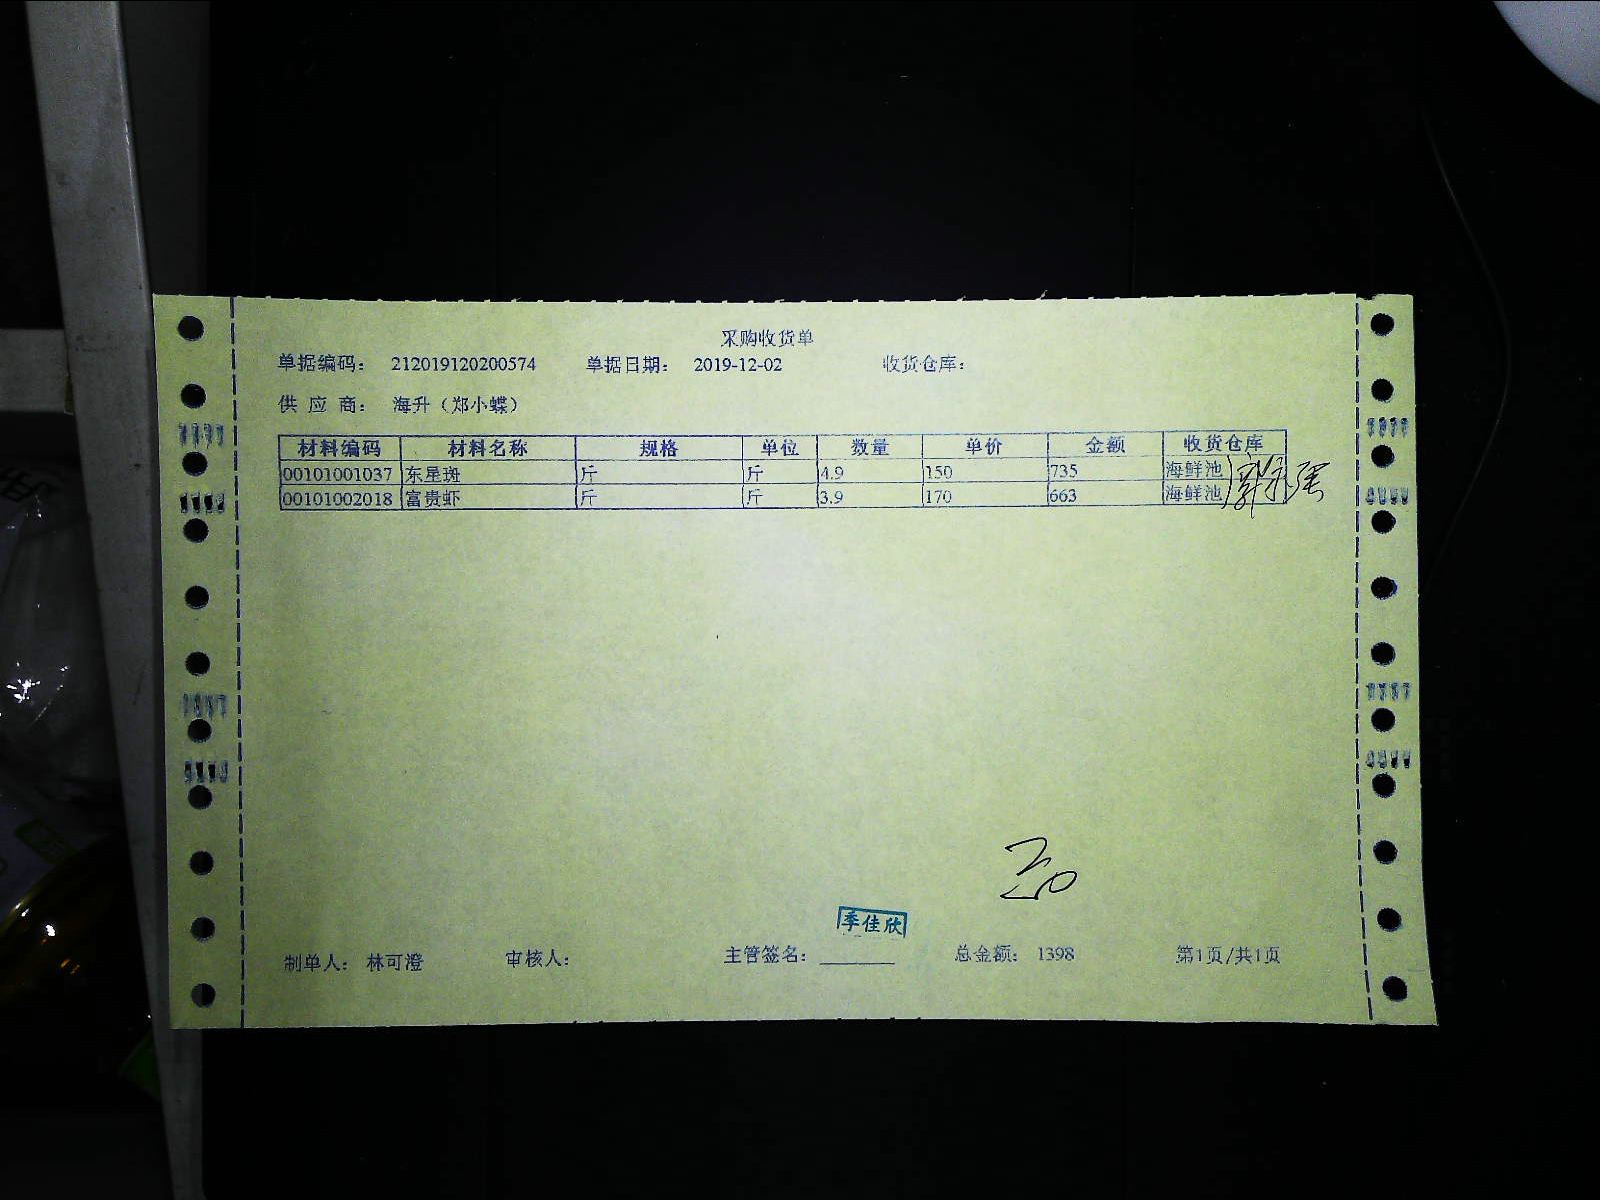 采购收货单
单据编码： 212019120200574 单据日期： 2019-12-02 收货仓库：
供 应 商： 海升（郑小蝶）
材料编码 材料名称 规格 单位 数量 单价 金额 收货仓库
00101001037 东星斑 斤 斤 4.9 150 735 海鲜池
00101002018 富贵虾 斤 斤 3.9 170 663 海鲜池
季佳欣
制单人： 林可澄 审核人： 主管签名： 总金额： 1398 第1页/共1页